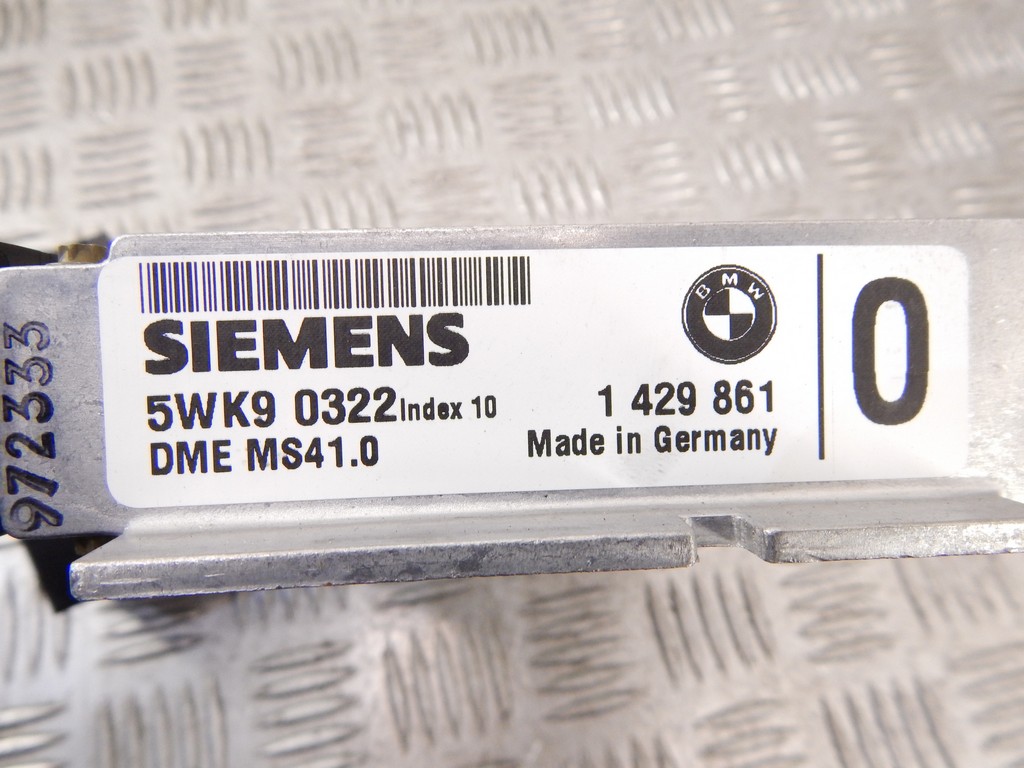 SIEMENS
BMW
0
5WK9 0322 Index 10
1 429 861
DME MS41.0
Made in Germany
972333